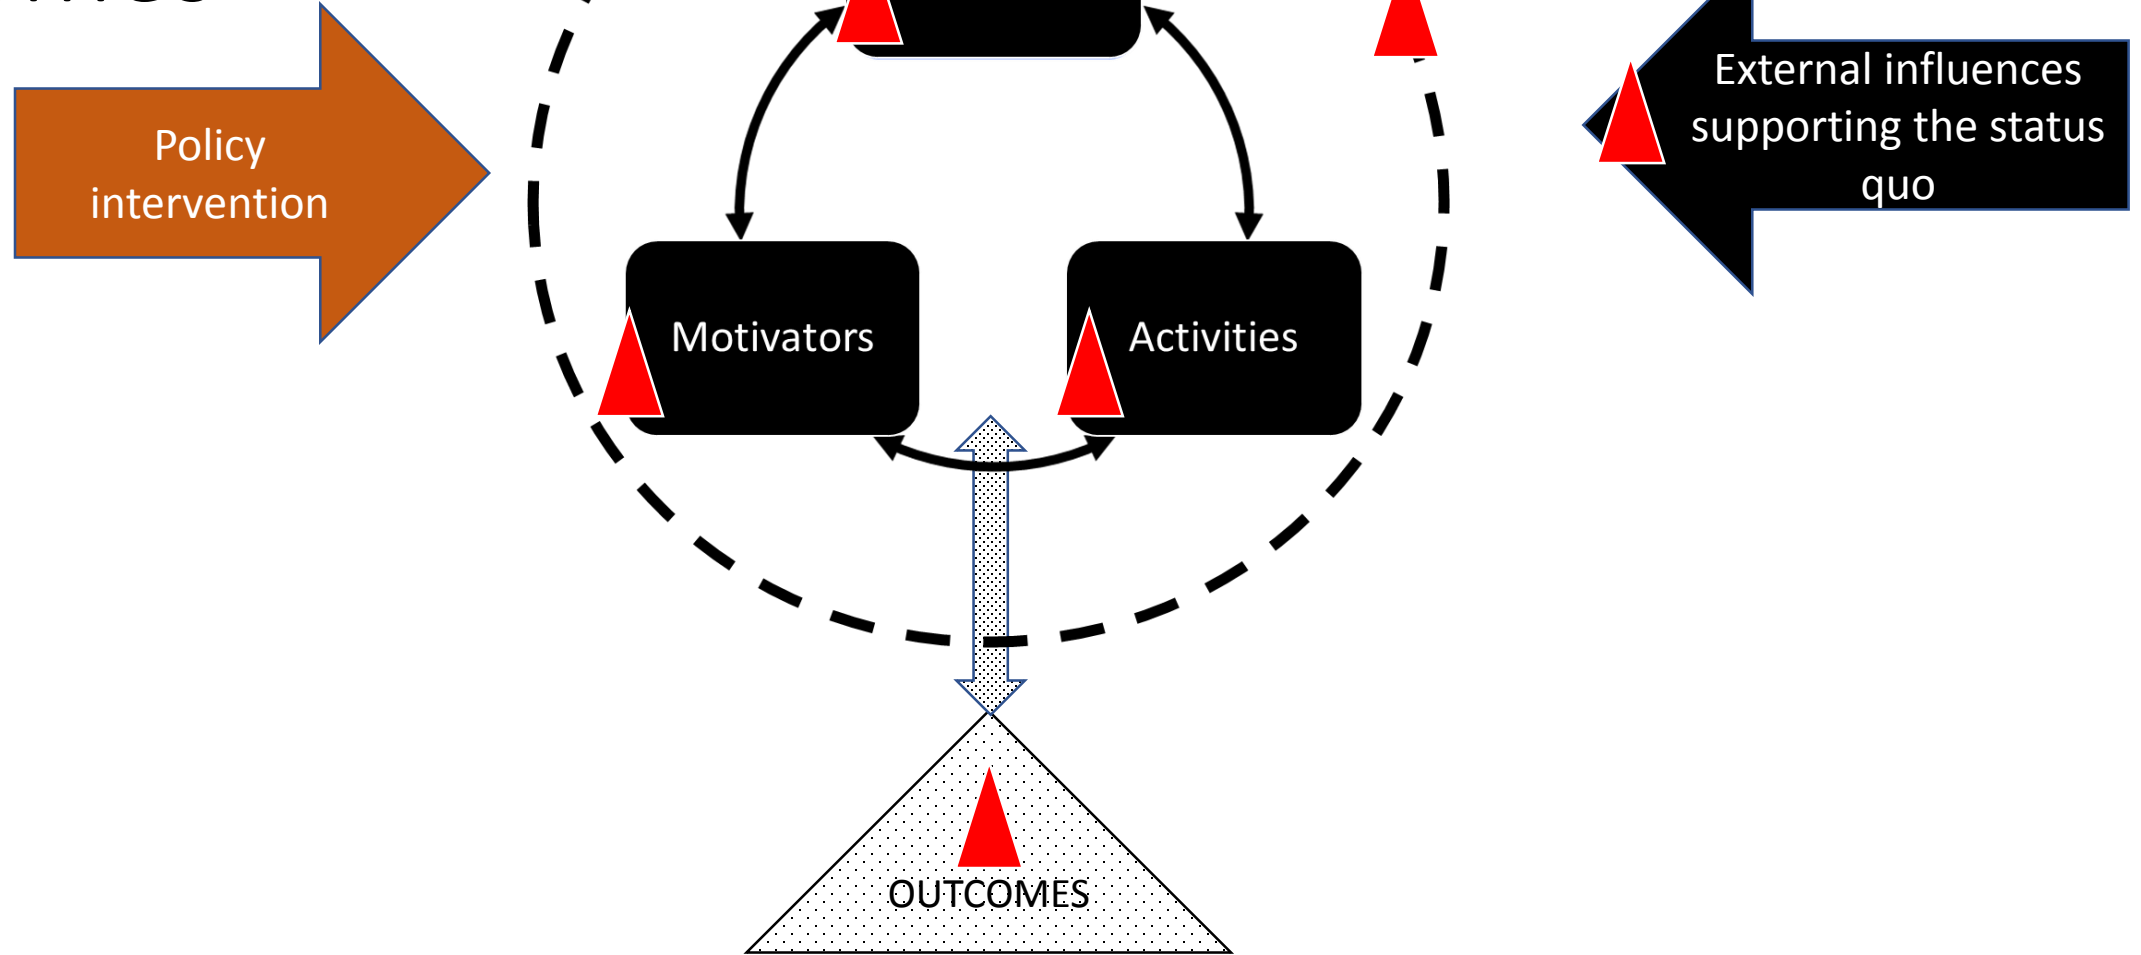 External influences
supporting the status
quo
Policy
intervention
Motivators
Activities
OUTCOMES